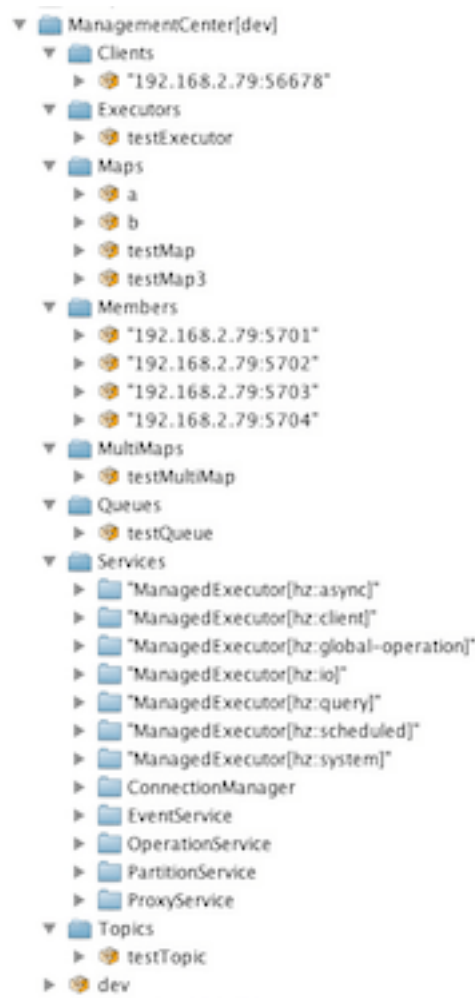 ManagementCenter[dev]
Clients
"192.168.2.79:56678"
Executors
testExecutor
Maps
a
b
testMap
testMap3
Members
"192.168.2.79:5701"
"192.168.2.79:5702"
"192.168.2.79:5703"
"192.168.2.79:5704"
MultiMaps
testMultiMap
Queues
testQueue
Services
"ManagedExecutor[hz:async]"
"ManagedExecutor[hz:client]"
"ManagedExecutor[hz:global-operation]"
"ManagedExecutor[hz:io]"
"ManagedExecutor[hz:query]"
"ManagedExecutor[hz:scheduled]"
"ManagedExecutor[hz:system]"
ConnectionManager
EventService
OperationService
PartitionService
ProxyService
Topics
testTopic
dev